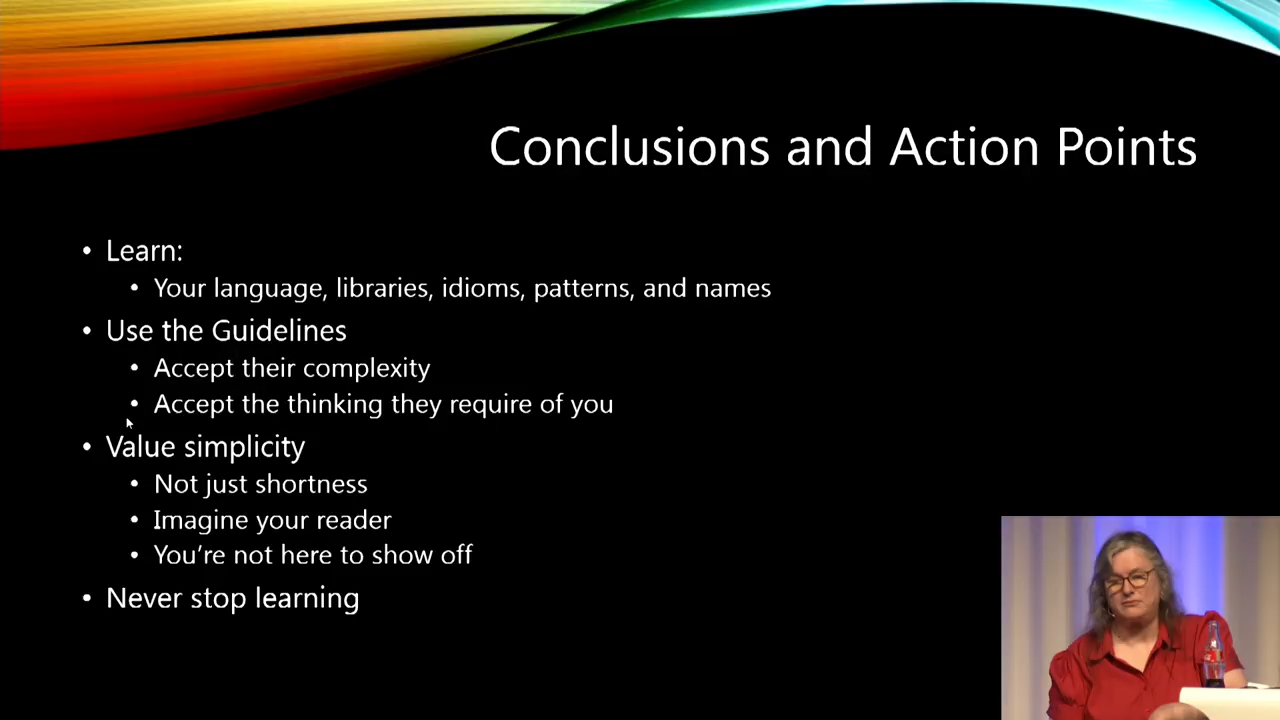 Conclusions and Action Points
• Learn:
• Your language, libraries, idioms, patterns, and names
• Use the Guidelines
• Accept their complexity
• Accept the thinking they require of you
• Value simplicity
• Not just shortness
• Imagine your reader
• You're not here to show off
• Never stop learning